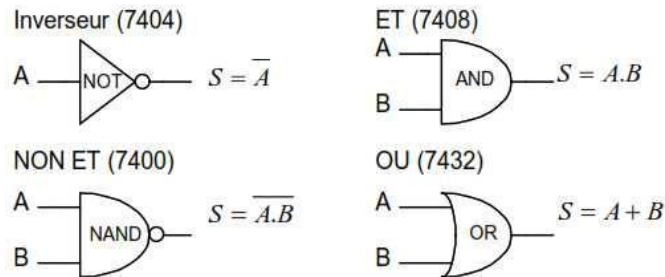 Inverseur (7404)
A NOT S = A̅
ET (7408)
A
B AND S = A.B
NON ET (7400)
A
B NAND S = A̅.̅B̅
OU (7432)
A
B OR S = A + B